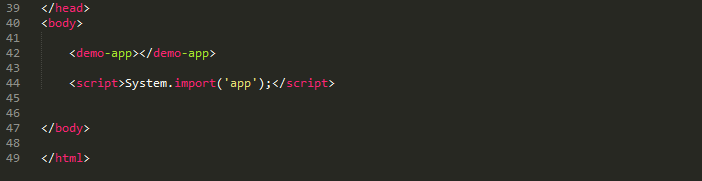 39 </head>
40 <body>
41
42 <demo-app></demo-app>
43
44 <script>System.import('app');</script>
45
46
47 </body>
48
49 </html>